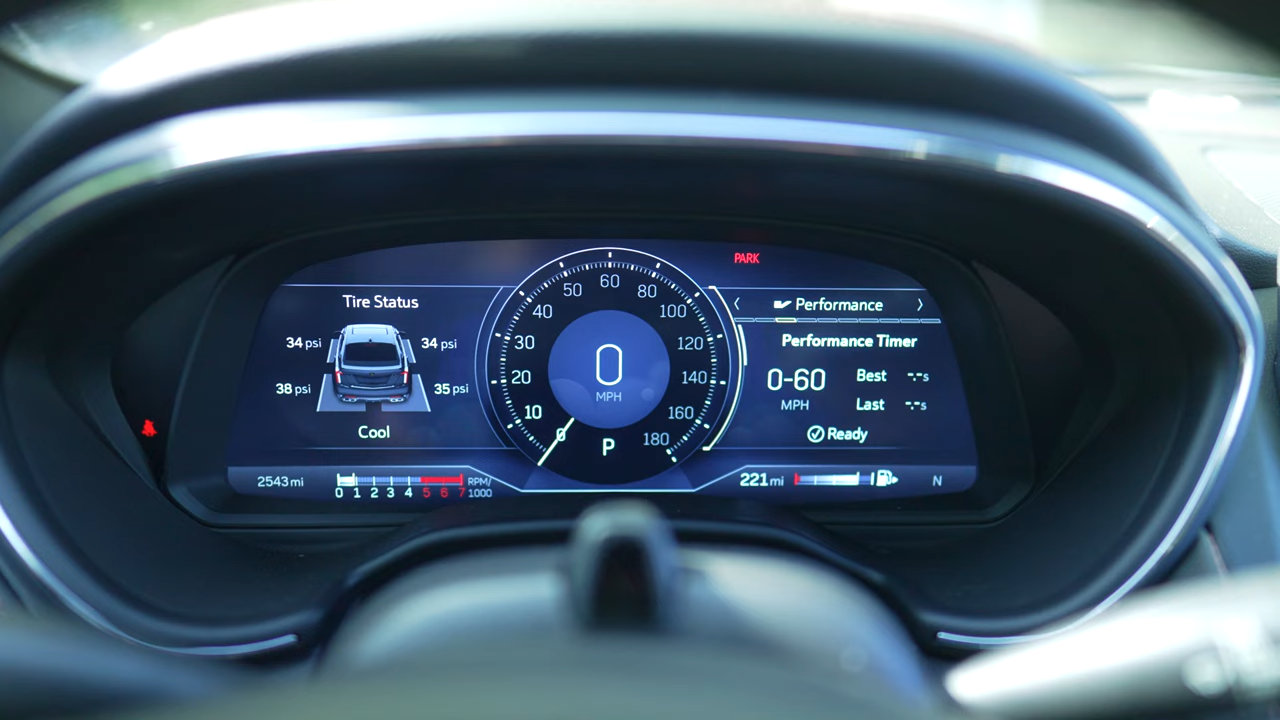 PARK
Tire Status
34 psi 34 psi
38 psi 35 psi
Cool
2543 mi
0 1 2 3 4 5 6 7 RPM/1000
0 10 20 30 40 50 60 80 100 120 140 160 180
0
MPH
P
< Performance >
Performance Timer
0-60 Best -.-s
MPH Last -.-s
Ready
221 mi
N